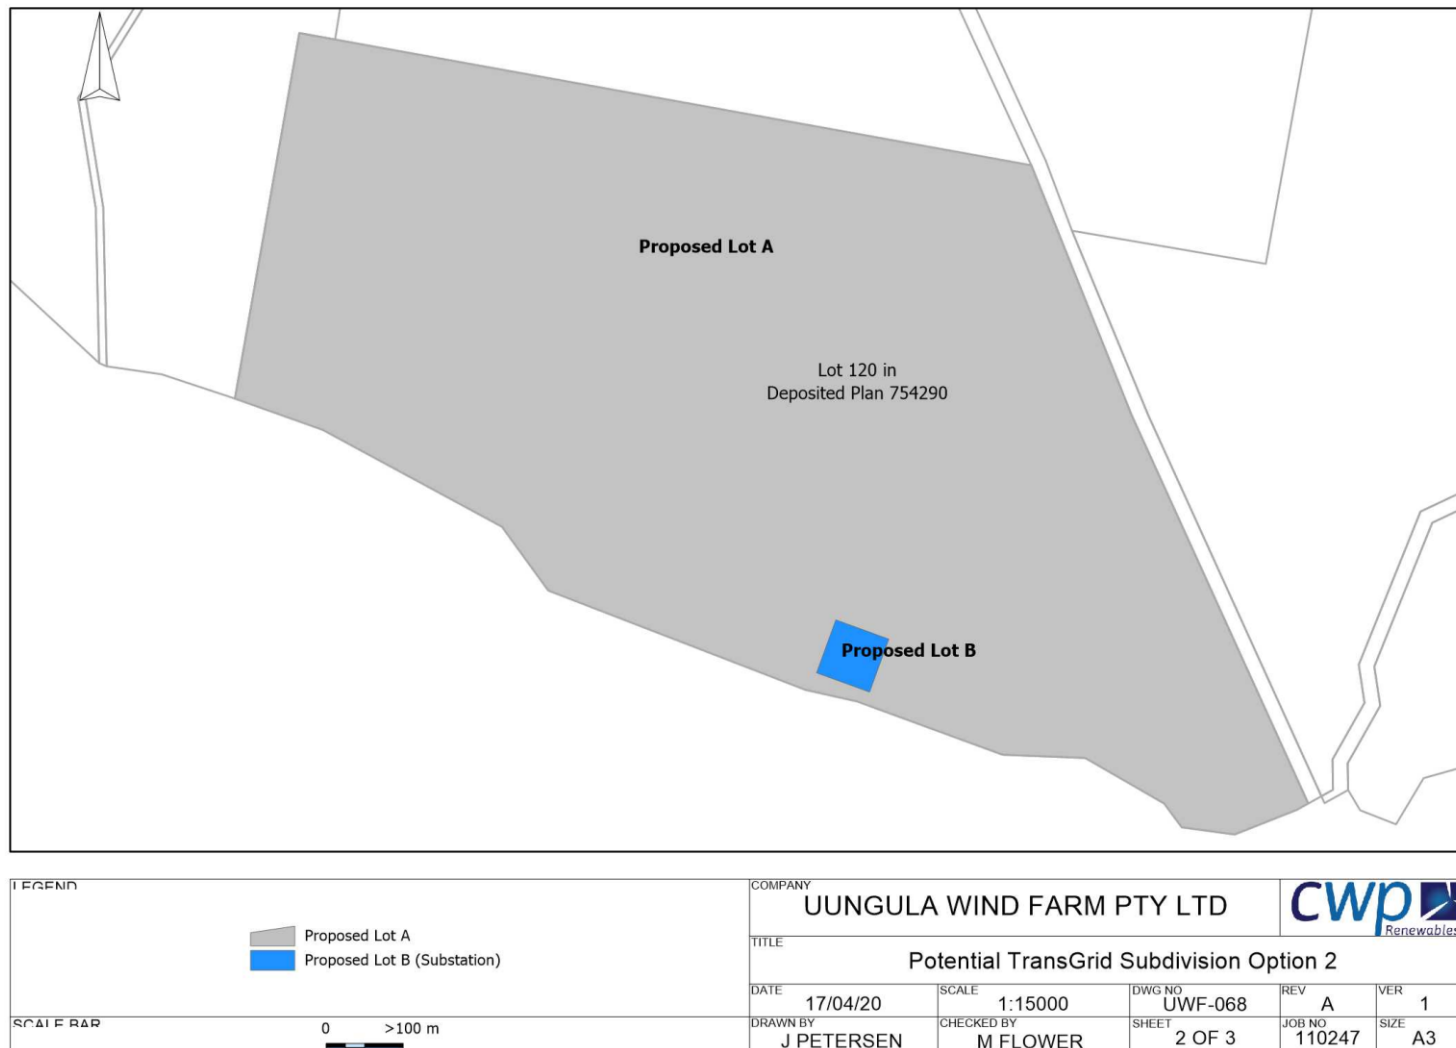 Proposed Lot A
Lot 120 in
Deposited Plan 754290
Proposed Lot B
LEGEND
Proposed Lot A
Proposed Lot B (Substation)
SCALE BAR
0 >100 m
COMPANY
UUNGULA WIND FARM PTY LTD
cwp
Renewables
TITLE
Potential TransGrid Subdivision Option 2
DATE
17/04/20
SCALE
1:15000
DWG NO
UWF-068
REV
A
VER
1
DRAWN BY
J PETERSEN
CHECKED BY
M FLOWER
SHEET
2 OF 3
JOB NO
110247
SIZE
A3